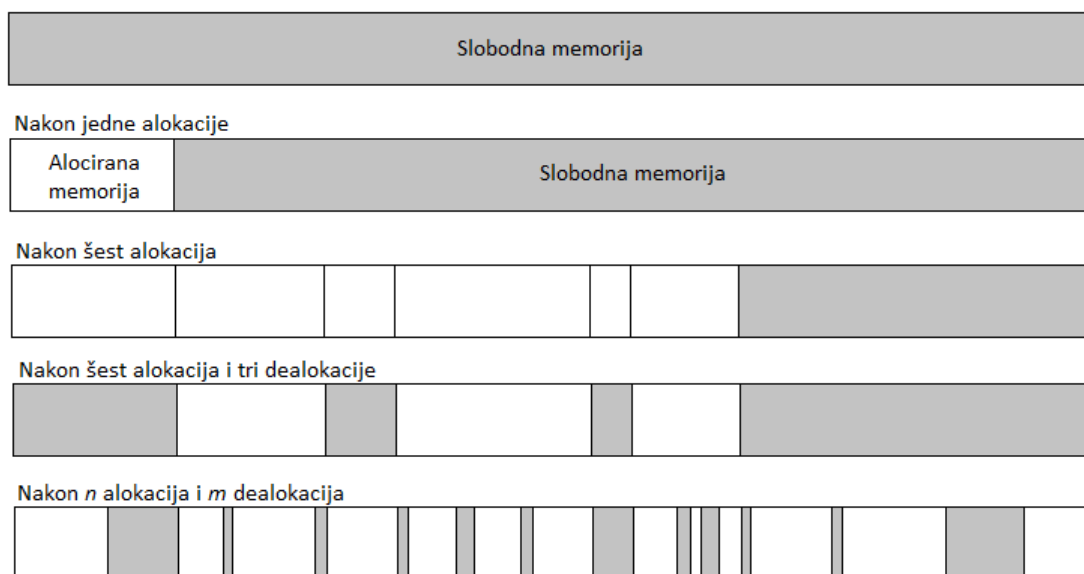 Slobodna memorija
Nakon jedne alokacije
Alocirana
memorija
Slobodna memorija
Nakon šest alokacija
Nakon šest alokacija i tri dealokacije
Nakon n alokacija i m dealokacija